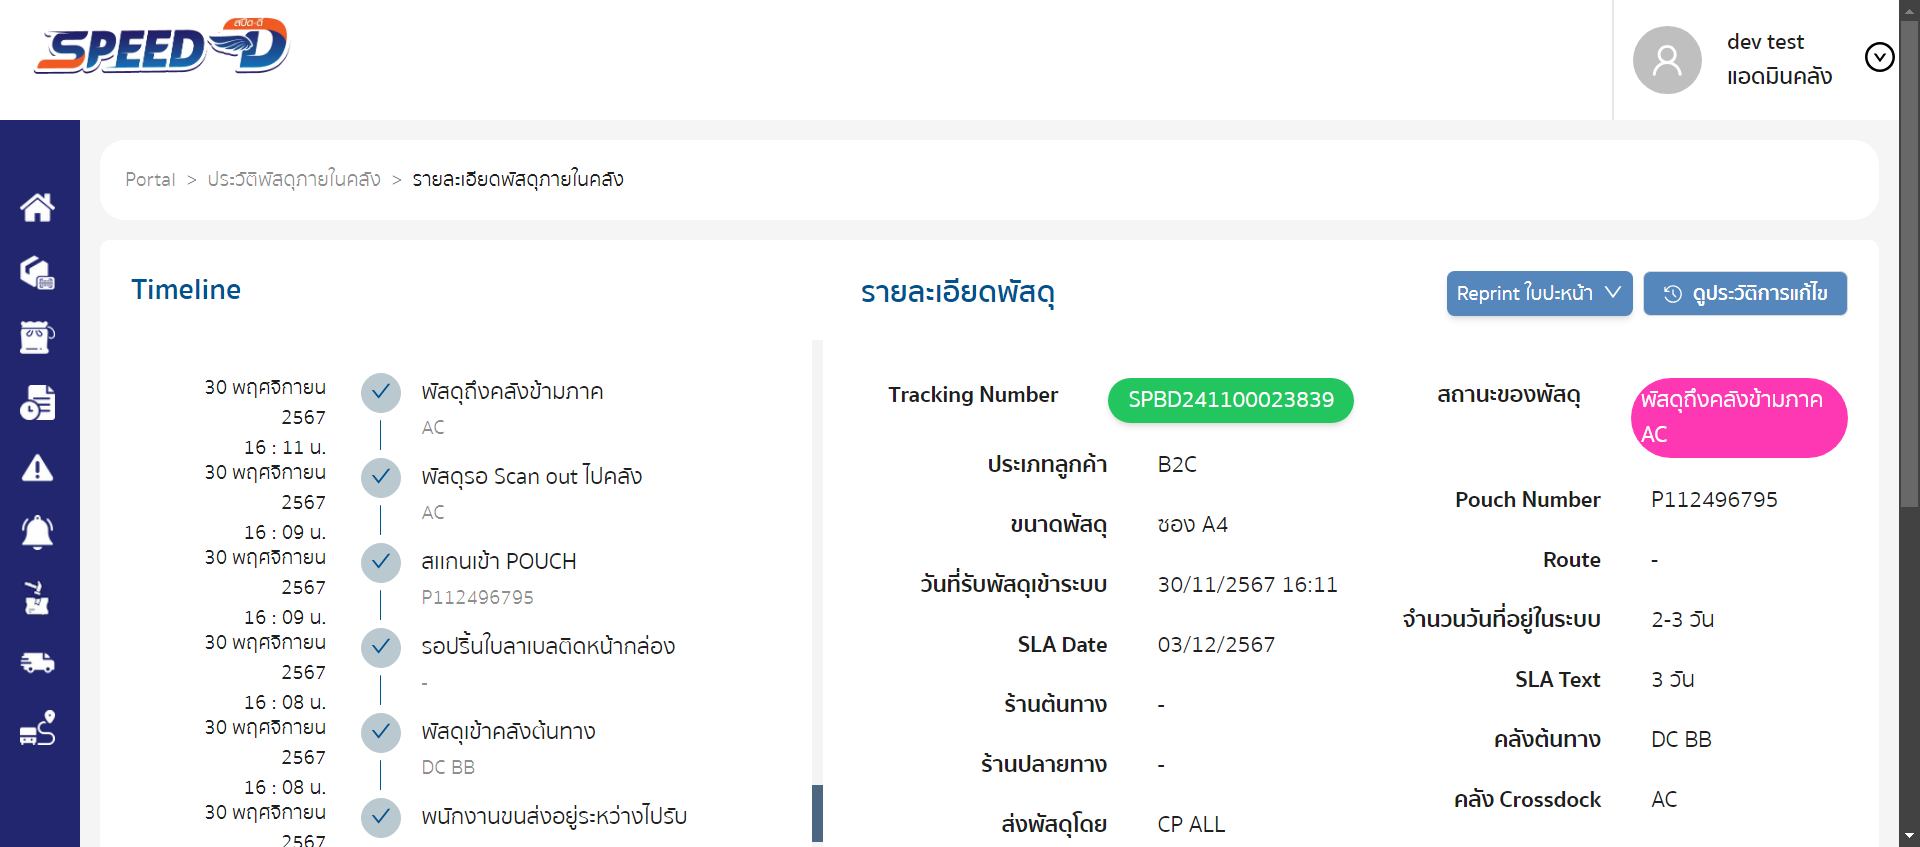 สปีด-ดี
SPEED-D
dev test
แอดมินคลัง
Portal > ประวัติพัสดุภายในคลัง > รายละเอียดพัสดุภายในคลัง
Timeline
30 พฤศจิกายน
2567
16 : 11 น.
พัสดุถึงคลังข้ามภาค
AC
30 พฤศจิกายน
2567
16 : 09 น.
พัสดุรอ Scan out ไปคลัง
AC
30 พฤศจิกายน
2567
16 : 09 น.
สแกนเข้า POUCH
P112496795
30 พฤศจิกายน
2567
16 : 08 น.
รอปริ้นใบลาเบลติดหน้ากล่อง
-
30 พฤศจิกายน
2567
16 : 08 น.
พัสดุเข้าคลังต้นทาง
DC BB
30 พฤศจิกายน
2567
พนักงานขนส่งอยู่ระหว่างไปรับ
รายละเอียดพัสดุ
Reprint ใบปะหน้า
ดูประวัติการแก้ไข
Tracking Number SPBD241100023839
ประเภทลูกค้า B2C
ขนาดพัสดุ ซอง A4
วันที่รับพัสดุเข้าระบบ 30/11/2567 16:11
SLA Date 03/12/2567
ร้านต้นทาง -
ร้านปลายทาง -
ส่งพัสดุโดย CP ALL
สถานะของพัสดุ พัสดุถึงคลังข้ามภาค
AC
Pouch Number P112496795
Route -
จำนวนวันที่อยู่ในระบบ 2-3 วัน
SLA Text 3 วัน
คลังต้นทาง DC BB
คลัง Crossdock AC